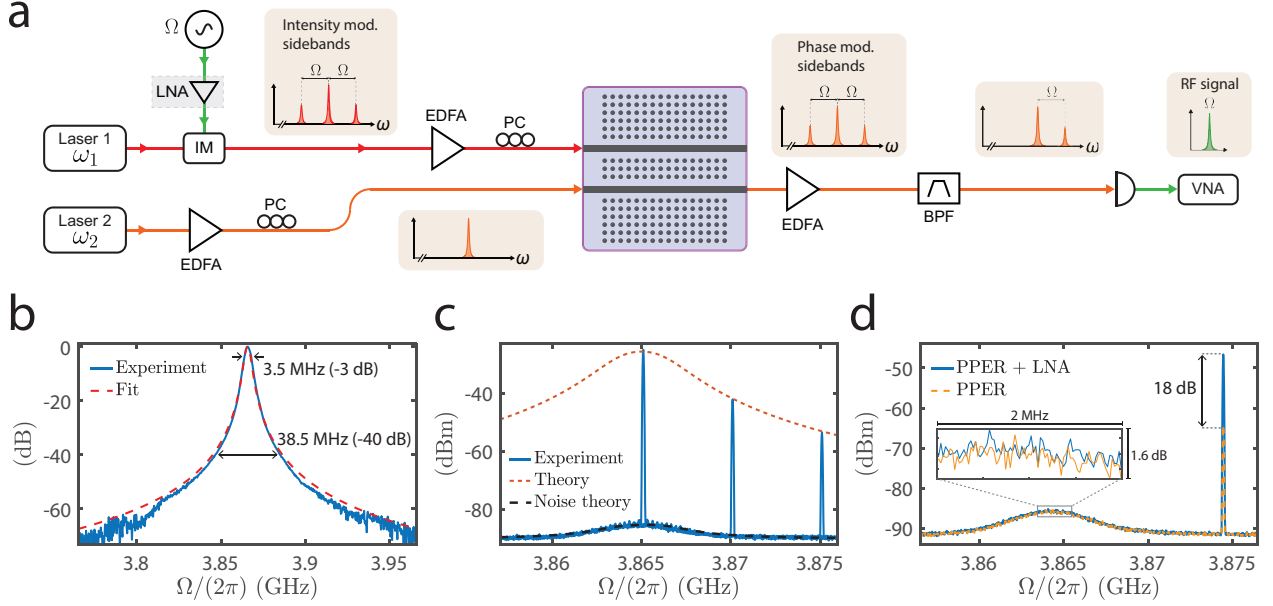 a
Ω
LNA
Laser 1
ω1
IM
Intensity mod.
sidebands
Ω Ω
ω
EDFA
PC
Laser 2
ω2
EDFA
PC
ω
Phase mod.
sidebands
Ω Ω
ω
EDFA
BPF
Ω
ω
RF signal
Ω
VNA
b
(dB)
0
-20
-40
-60
Experiment
Fit
3.5 MHz (-3 dB)
38.5 MHz (-40 dB)
3.8 3.85 3.9 3.95
Ω/(2π) (GHz)
c
(dBm)
-40
-60
-80
Experiment
Theory
Noise theory
3.86 3.865 3.87 3.875
Ω/(2π) (GHz)
d
(dBm)
-50
-60
-70
-80
-90
PPER + LNA
PPER
18 dB
2 MHz
1.6 dB
3.86 3.865 3.87 3.875
Ω/(2π) (GHz)